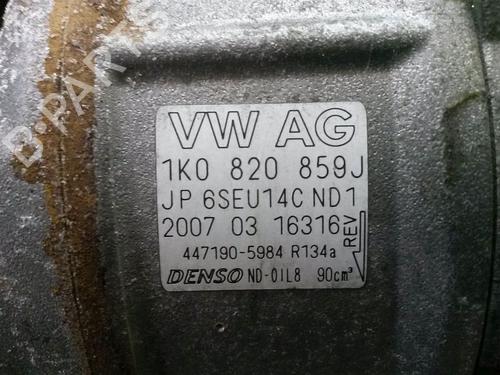 B-PARTS
VW AG
1K0 820 859J
JP 6SEU14C ND1
2007 03 16316
REV
447190-5984 R134a
DENSO ND-OIL8 90cm³